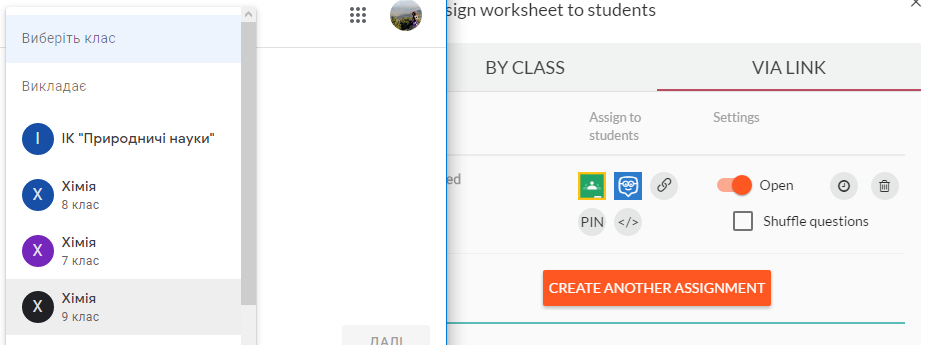 Виберіть клас
Викладає
І
ІК "Природничі науки"
Х
Хімія
8 клас
Х
Хімія
7 клас
Х
Хімія
9 клас
ДАЛІ
sign worksheet to students
BY CLASS
VIA LINK
Assign to
students
Settings
ed
Open
PIN
</>
Shuffle questions
CREATE ANOTHER ASSIGNMENT